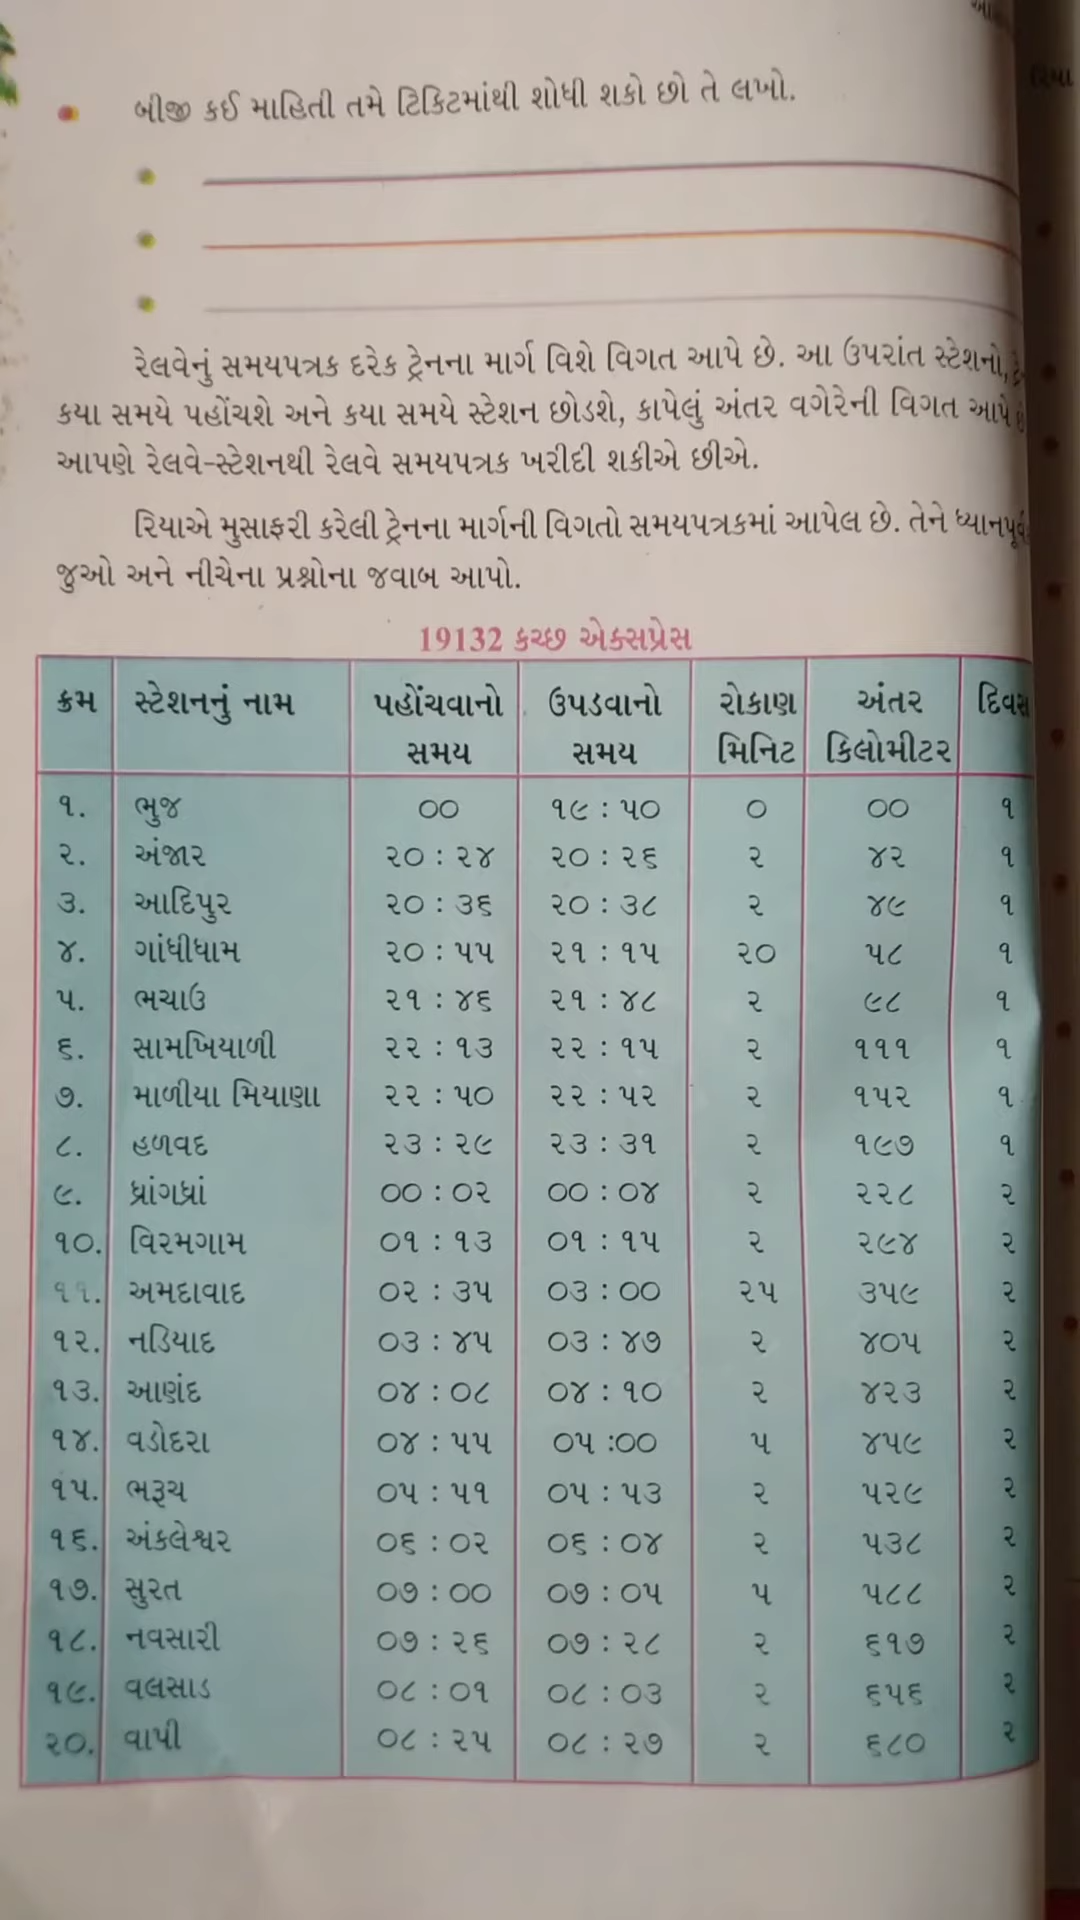 બીજી કઈ માહિતી તમે ટિકિટમાંથી શોધી શકો છો તે લખો.
રેલવેનું સમયપત્રક દરેક ટ્રેનના માર્ગ વિશે વિગત આપે છે. આ ઉપરાંત સ્ટેશનો,
કયા સમયે પહોંચશે અને કયા સમયે સ્ટેશન છોડશે, કાપેલું અંતર વગેરેની વિગત આપે
આપણે રેલવે-સ્ટેશનથી રેલવે સમયપત્રક ખરીદી શકીએ છીએ.
રિયાએ મુસાફરી કરેલી ટ્રેનના માર્ગની વિગતો સમયપત્રકમાં આપેલ છે. તેને
જુઓ અને નીચેના પ્રશ્નોના જવાબ આપો.
19132 કચ્છ એક્સપ્રેસ
ક્રમ સ્ટેશનનું નામ પહોંચવાનો ઉપડવાનો રોકાણ અંતર દિવસ
સમય સમય મિનિટ કિલોમીટર
૧. ભુજ ૦૦ ૧૯ : ૫૦ ૦ ૦૦ ૧
૨. અંજાર ૨૦ : ૨૪ ૨૦ : ૨૬ ૨ ૪૨ ૧
૩. આદિપુર ૨૦ : ૩૬ ૨૦ : ૩૮ ૨ ૪૯ ૧
૪. ગાંધીધામ ૨૦ : ૫૫ ૨૧ : ૧૫ ૨૦ ૫૮ ૧
૫. ભચાઉ ૨૧ : ૪૬ ૨૧ : ૪૮ ૨ ૯૮ ૧
૬. સામખિયાળી ૨૨ : ૧૩ ૨૨ : ૧૫ ૨ ૧૧૧ ૧
૭. માળીયા મિયાણા ૨૨ : ૫૦ ૨૨ : ૫૨ ૨ ૧૫૨ ૧
૮. હળવદ ૨૩ : ૨૯ ૨૩ : ૩૧ ૨ ૧૯૭ ૧
૯. ધ્રાંગધ્રાં ૦૦ : ૦૨ ૦૦ : ૦૪ ૨ ૨૨૮ ૨
૧૦. વિરમગામ ૦૧ : ૧૩ ૦૧ : ૧૫ ૨ ૨૯૪ ૨
૧૧. અમદાવાદ ૦૨ : ૩૫ ૦૩ : ૦૦ ૨૫ ૩૫૯ ૨
૧૨. નડિયાદ ૦૩ : ૪૫ ૦૩ : ૪૭ ૨ ૪૦૫ ૨
૧૩. આણંદ ૦૪ : ૦૮ ૦૪ : ૧૦ ૨ ૪૨૩ ૨
૧૪. વડોદરા ૦૪ : ૫૫ ૦૫ :૦૦ ૫ ૪૫૯ ૨
૧૫. ભરૂચ ૦૫ : ૫૧ ૦૫ : ૫૩ ૨ ૫૨૯ ૨
૧૬. અંકલેશ્વર ૦૬ : ૦૨ ૦૬ : ૦૪ ૨ ૫૩૮ ૨
૧૭. સુરત ૦૭ : ૦૦ ૦૭ : ૦૫ ૫ ૫૮૮ ૨
૧૮. નવસારી ૦૭ : ૨૬ ૦૭ : ૨૮ ૨ ૬૧૭ ૨
૧૯. વલસાડ ૦૮ : ૦૧ ૦૮ : ૦૩ ૨ ૬૫૬ ૨
૨૦. વાપી ૦૮ : ૨૫ ૦૮ : ૨૭ ૨ ૬૮૦ ૨